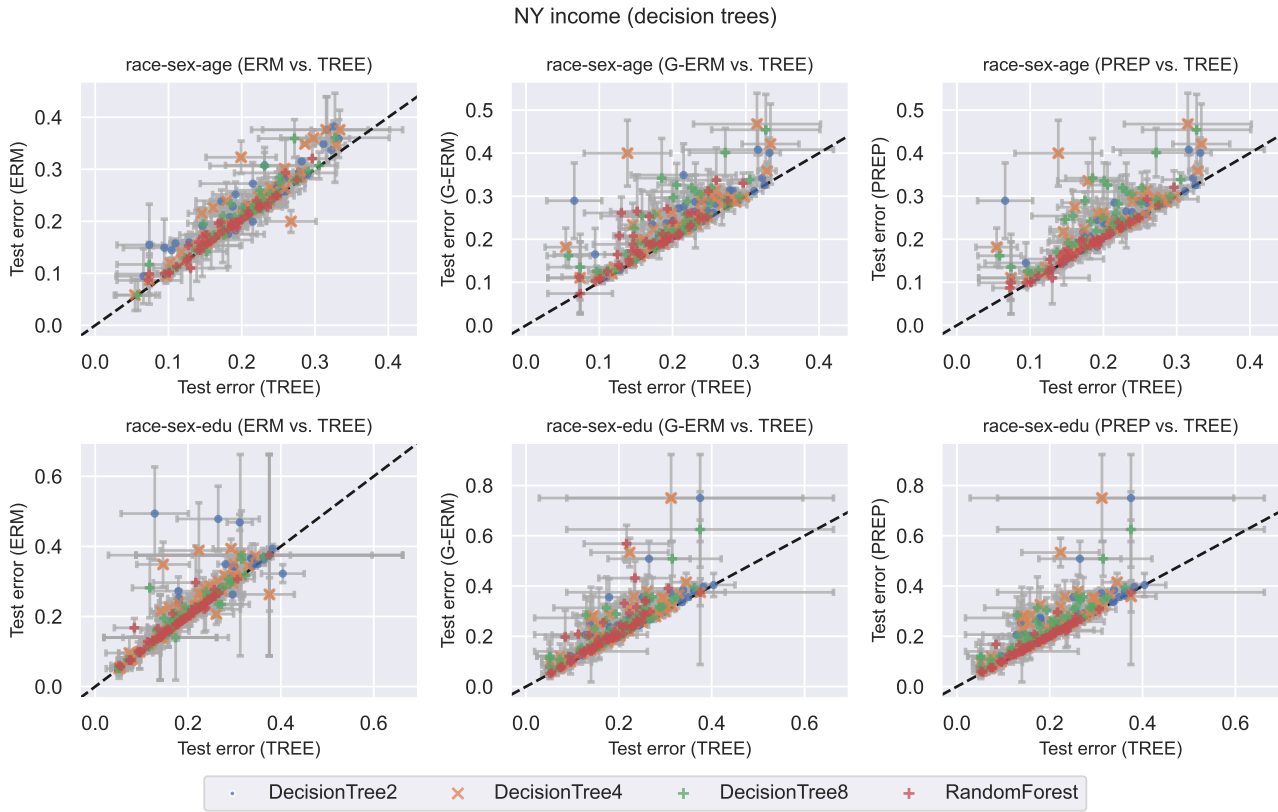 NY income (decision trees)
race-sex-age (ERM vs. TREE)
Test error (ERM)
0.4
0.3
0.2
0.1
0.0
0.0 0.1 0.2 0.3 0.4
Test error (TREE)
race-sex-age (G-ERM vs. TREE)
Test error (G-ERM)
0.5
0.4
0.3
0.2
0.1
0.0
0.0 0.1 0.2 0.3 0.4
Test error (TREE)
race-sex-age (PREP vs. TREE)
Test error (PREP)
0.5
0.4
0.3
0.2
0.1
0.0
0.0 0.1 0.2 0.3 0.4
Test error (TREE)
race-sex-edu (ERM vs. TREE)
Test error (ERM)
0.6
0.4
0.2
0.0
0.0 0.2 0.4 0.6
Test error (TREE)
race-sex-edu (G-ERM vs. TREE)
Test error (G-ERM)
0.8
0.6
0.4
0.2
0.0
0.0 0.2 0.4 0.6
Test error (TREE)
race-sex-edu (PREP vs. TREE)
Test error (PREP)
0.8
0.6
0.4
0.2
0.0
0.0 0.2 0.4 0.6
Test error (TREE)
DecisionTree2 DecisionTree4 DecisionTree8 RandomForest